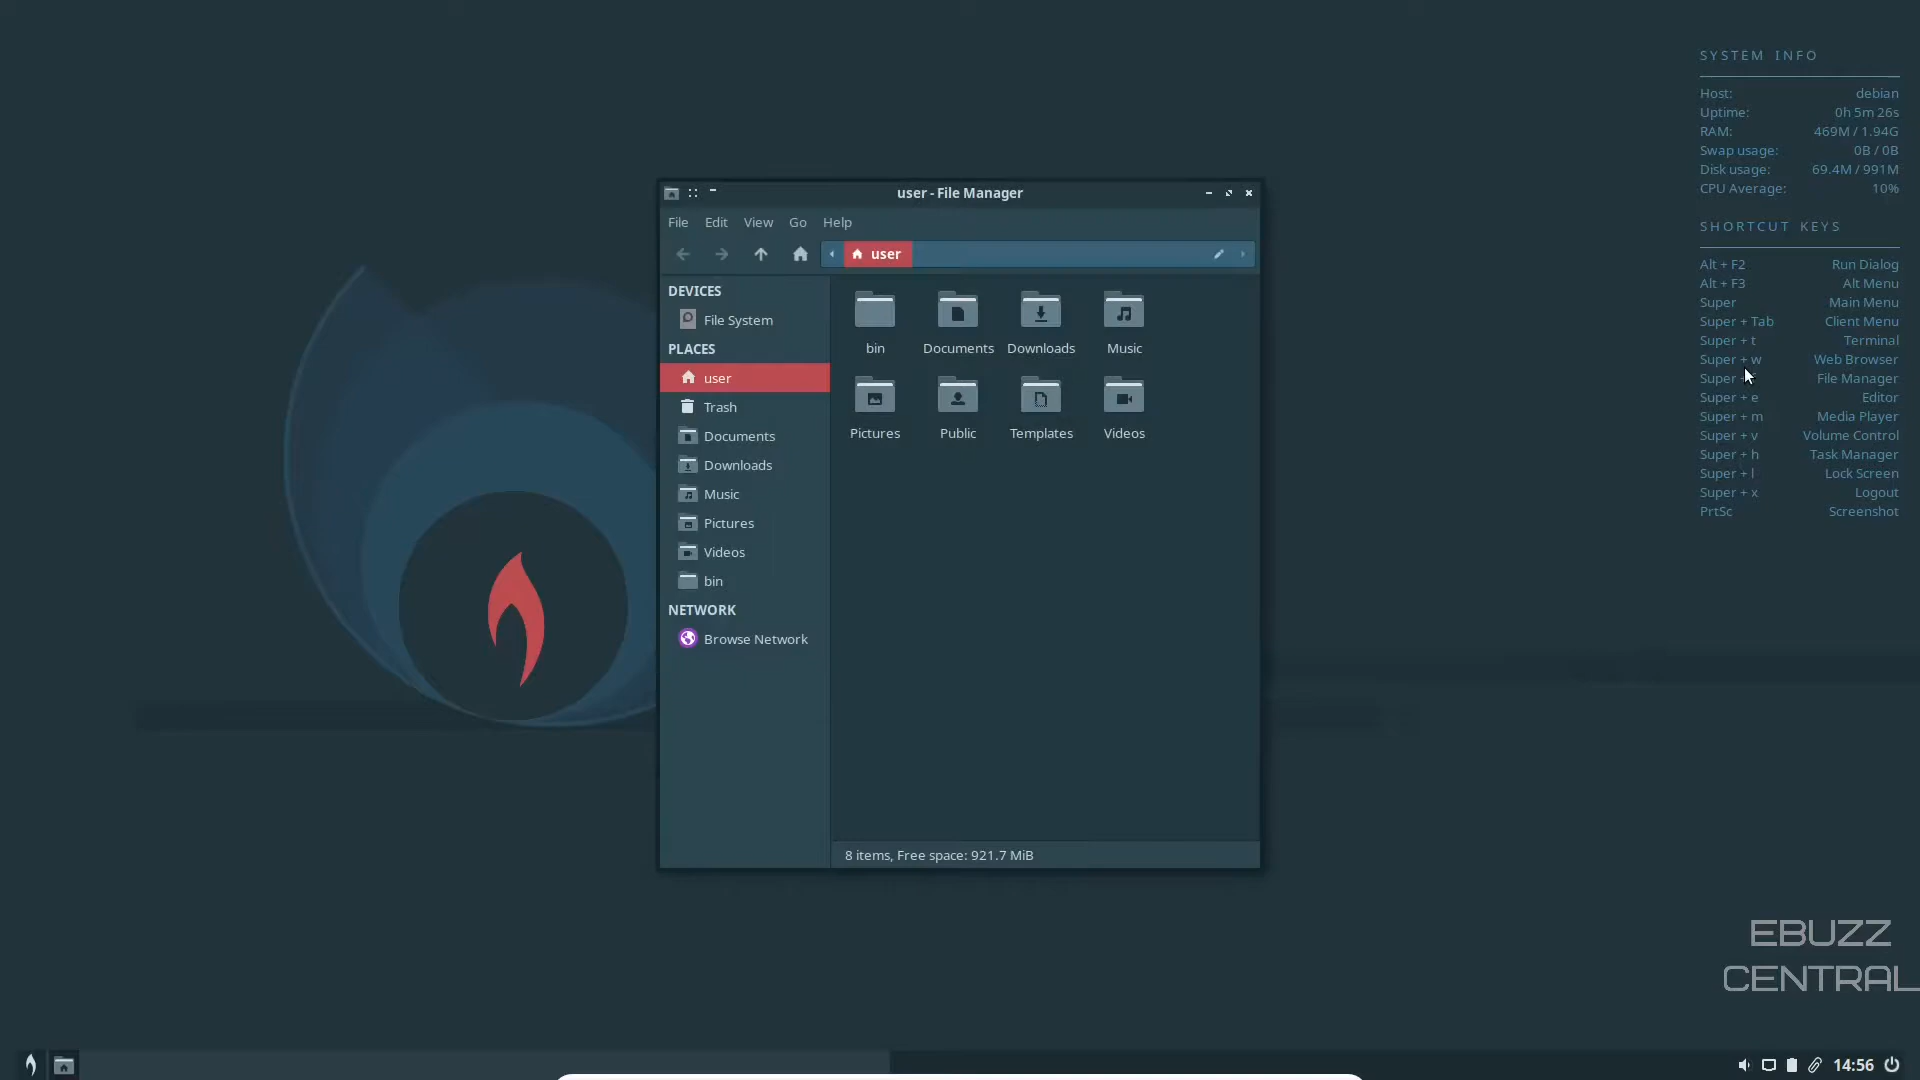 SYSTEM INFO
Host: debian
Uptime: 0h 5m 26s
RAM: 469M / 1.94G
Swap usage: 0B / 0B
Disk usage: 69.4M / 991M
CPU Average: 10%
SHORTCUT KEYS
Alt + F2 Run Dialog
Alt + F3 Alt Menu
Super Main Menu
Super + Tab Client Menu
Super + t Terminal
Super + w Web Browser
Super File Manager
Super + e Editor
Super + m Media Player
Super + v Volume Control
Super + h Task Manager
Super + l Lock Screen
Super + x Logout
PrtSc Screenshot
user - File Manager
File Edit View Go Help
user
DEVICES
File System
PLACES
user
Trash
Documents
Downloads
Music
Pictures
Videos
bin
NETWORK
Browse Network
bin Documents Downloads Music
Pictures Public Templates Videos
8 items, Free space: 921.7 MiB
EBUZZ
CENTRAL
14:56